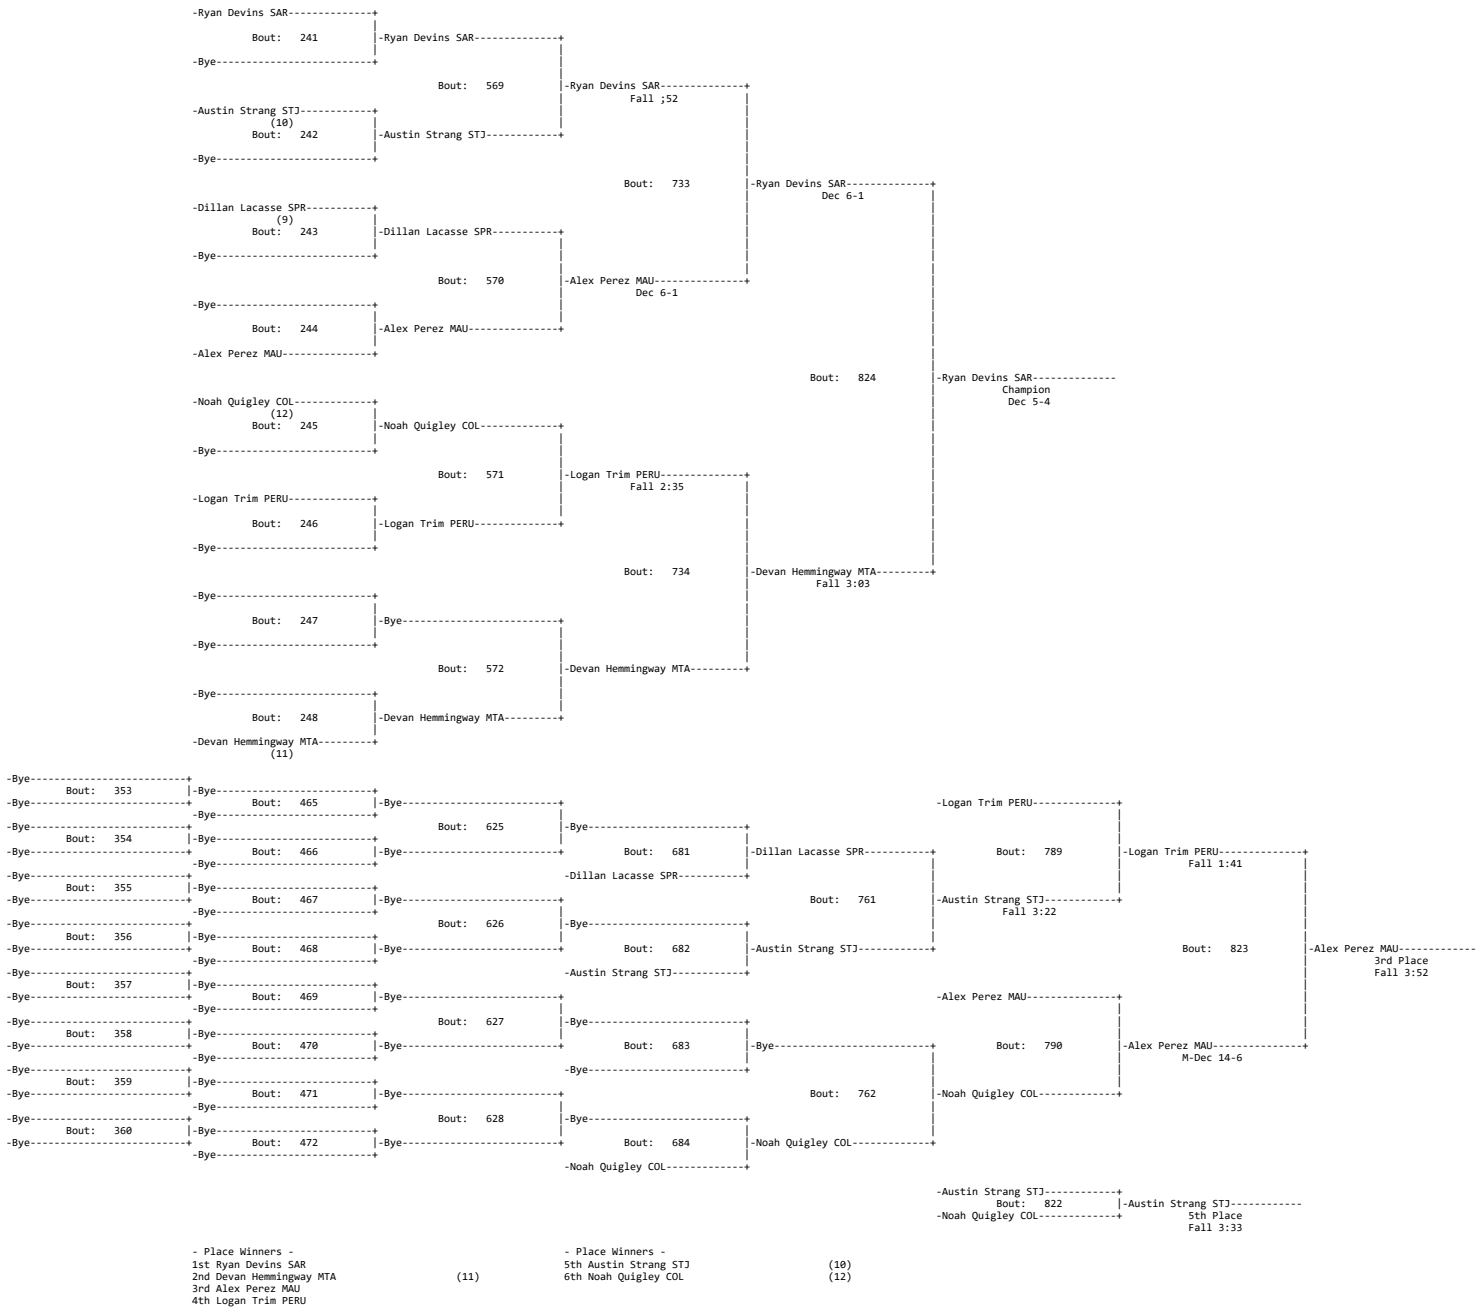 -Ryan Devins SAR--------------+
Bout: 241 |-Ryan Devins SAR--------------+
-Bye--------------------------+
Bout: 569 |-Ryan Devins SAR--------------+
Fall ;52
-Austin Strang STJ------------+
(10)
Bout: 242 |-Austin Strang STJ------------+
-Bye--------------------------+
Bout: 733 |-Ryan Devins SAR--------------+
Dec 6-1
-Dillan Lacasse SPR-----------+
(9)
Bout: 243 |-Dillan Lacasse SPR-----------+
-Bye--------------------------+
Bout: 570 |-Alex Perez MAU---------------+
Dec 6-1
-Bye--------------------------+
Bout: 244 |-Alex Perez MAU---------------+
-Alex Perez MAU---------------+
Bout: 824 |-Ryan Devins SAR--------------
Champion
-Noah Quigley COL-------------+ Dec 5-4
(12)
Bout: 245 |-Noah Quigley COL-------------+
-Bye--------------------------+
Bout: 571 |-Logan Trim PERU--------------+
Fall 2:35
-Logan Trim PERU--------------+
Bout: 246 |-Logan Trim PERU--------------+
-Bye--------------------------+
Bout: 734 |-Devan Hemmingway MTA---------+
Fall 3:03
-Bye--------------------------+
Bout: 247 |-Bye--------------------------+
-Bye--------------------------+
Bout: 572 |-Devan Hemmingway MTA---------+
-Bye--------------------------+
Bout: 248 |-Devan Hemmingway MTA---------+
-Devan Hemmingway MTA---------+
(11)
-Bye--------------------------+
Bout: 353 |-Bye--------------------------+
-Bye--------------------------+ Bout: 465 |-Bye--------------------------+ -Logan Trim PERU--------------+
-Bye--------------------------+
-Bye--------------------------+ Bout: 625 |-Bye--------------------------+
Bout: 354 |-Bye--------------------------+
-Bye--------------------------+ Bout: 466 |-Bye--------------------------+ Bout: 681 |-Dillan Lacasse SPR-----------+ Bout: 789 |-Logan Trim PERU--------------+
-Bye--------------------------+ Fall 1:41
-Bye--------------------------+ -Dillan Lacasse SPR-----------+
Bout: 355 |-Bye--------------------------+
-Bye--------------------------+ Bout: 467 |-Bye--------------------------+ Bout: 761 |-Austin Strang STJ------------+
-Bye--------------------------+ Fall 3:22
-Bye--------------------------+ Bout: 626 |-Bye--------------------------+
Bout: 356 |-Bye--------------------------+
-Bye--------------------------+ Bout: 468 |-Bye--------------------------+ Bout: 682 |-Austin Strang STJ------------+ Bout: 823 |-Alex Perez MAU-------------
-Bye--------------------------+ 3rd Place
-Bye--------------------------+ -Austin Strang STJ------------+ Fall 3:52
Bout: 357 |-Bye--------------------------+
-Bye--------------------------+ Bout: 469 |-Bye--------------------------+ -Alex Perez MAU---------------+
-Bye--------------------------+
-Bye--------------------------+ Bout: 627 |-Bye--------------------------+
Bout: 358 |-Bye--------------------------+
-Bye--------------------------+ Bout: 470 |-Bye--------------------------+ Bout: 683 |-Bye--------------------------+ Bout: 790 |-Alex Perez MAU---------------+
-Bye--------------------------+ M-Dec 14-6
-Bye--------------------------+ -Bye--------------------------+
Bout: 359 |-Bye--------------------------+
-Bye--------------------------+ Bout: 471 |-Bye--------------------------+ Bout: 762 |-Noah Quigley COL-------------+
-Bye--------------------------+
-Bye--------------------------+ Bout: 628 |-Bye--------------------------+
Bout: 360 |-Bye--------------------------+
-Bye--------------------------+ Bout: 472 |-Bye--------------------------+ Bout: 684 |-Noah Quigley COL-------------+
-Bye--------------------------+
-Noah Quigley COL-------------+
-Austin Strang STJ------------+
Bout: 822 |-Austin Strang STJ------------
-Noah Quigley COL-------------+ 5th Place
Fall 3:33
- Place Winners - - Place Winners -
1st Ryan Devins SAR 5th Austin Strang STJ (10)
2nd Devan Hemmingway MTA (11) 6th Noah Quigley COL (12)
3rd Alex Perez MAU
4th Logan Trim PERU